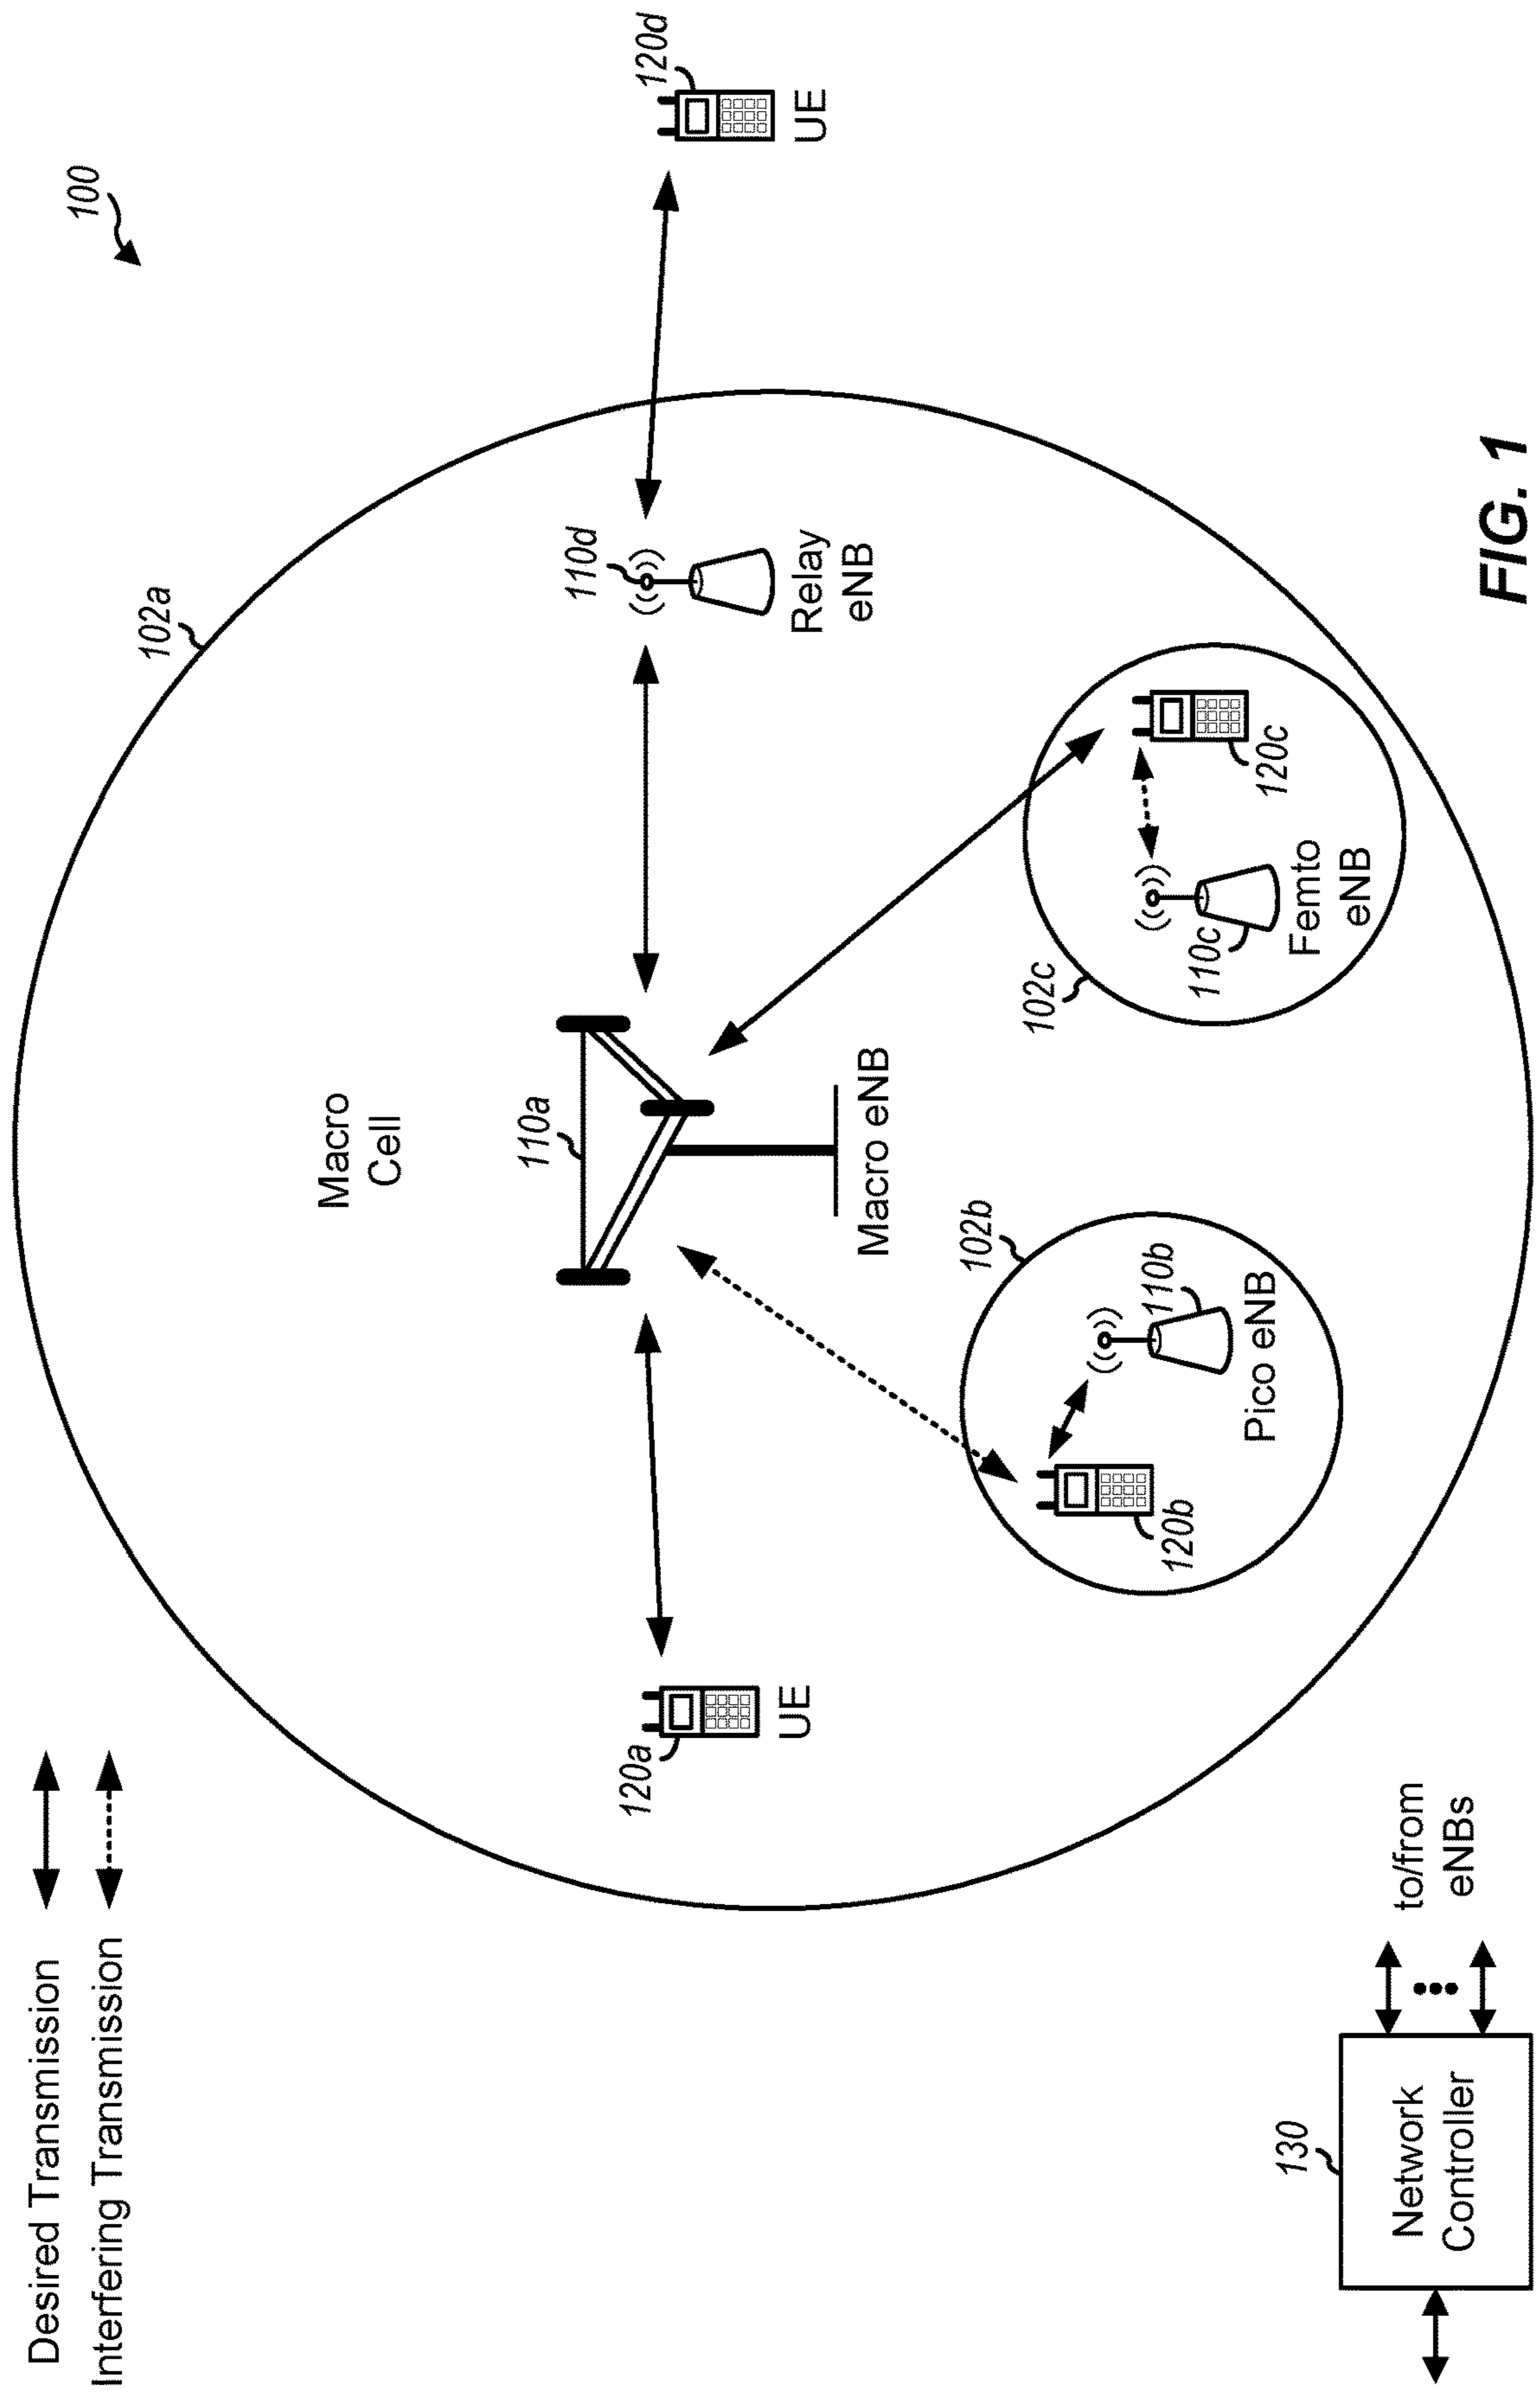 Desired Transmission
Interfering Transmission
100
102a
Macro
Cell
110a
Macro eNB
120a
UE
110d
Relay
eNB
120d
UE
102b
110b
Pico eNB
120b
102c
110c
Femto
eNB
120c
130
Network
Controller
to/from
eNBs
FIG. 1